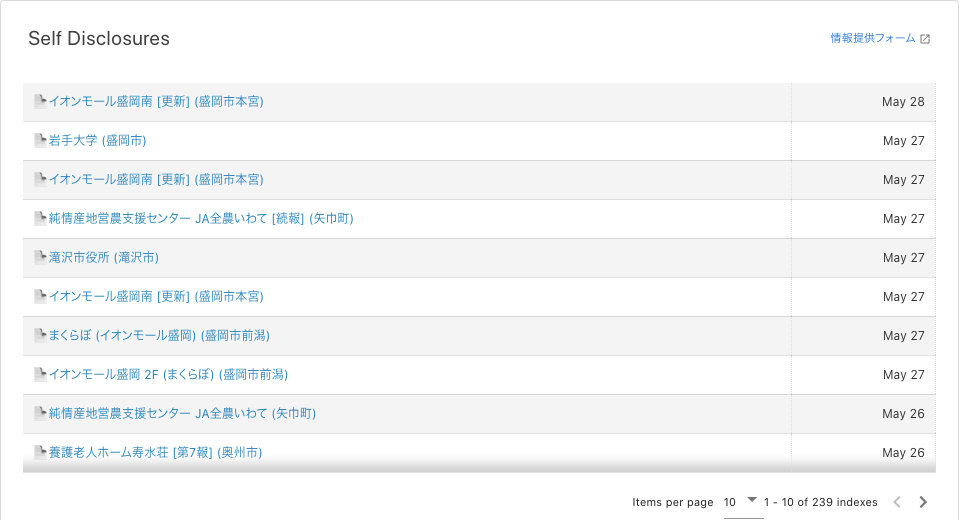 Self Disclosures
情報提供フォーム
イオンモール盛岡南 [更新] (盛岡市本宮) May 28
岩手大学 (盛岡市) May 27
イオンモール盛岡南 [更新] (盛岡市本宮) May 27
純情産地営農支援センター JA全農いわて [続報] (矢巾町) May 27
滝沢市役所 (滝沢市) May 27
イオンモール盛岡南 [更新] (盛岡市本宮) May 27
まくらぼ (イオンモール盛岡) (盛岡市前潟) May 27
イオンモール盛岡 2F (まくらぼ) (盛岡市前潟) May 27
純情産地営農支援センター JA全農いわて (矢巾町) May 26
養護老人ホーム寿水荘 [第7報] (奥州市) May 26
Items per page 10 1 - 10 of 239 indexes